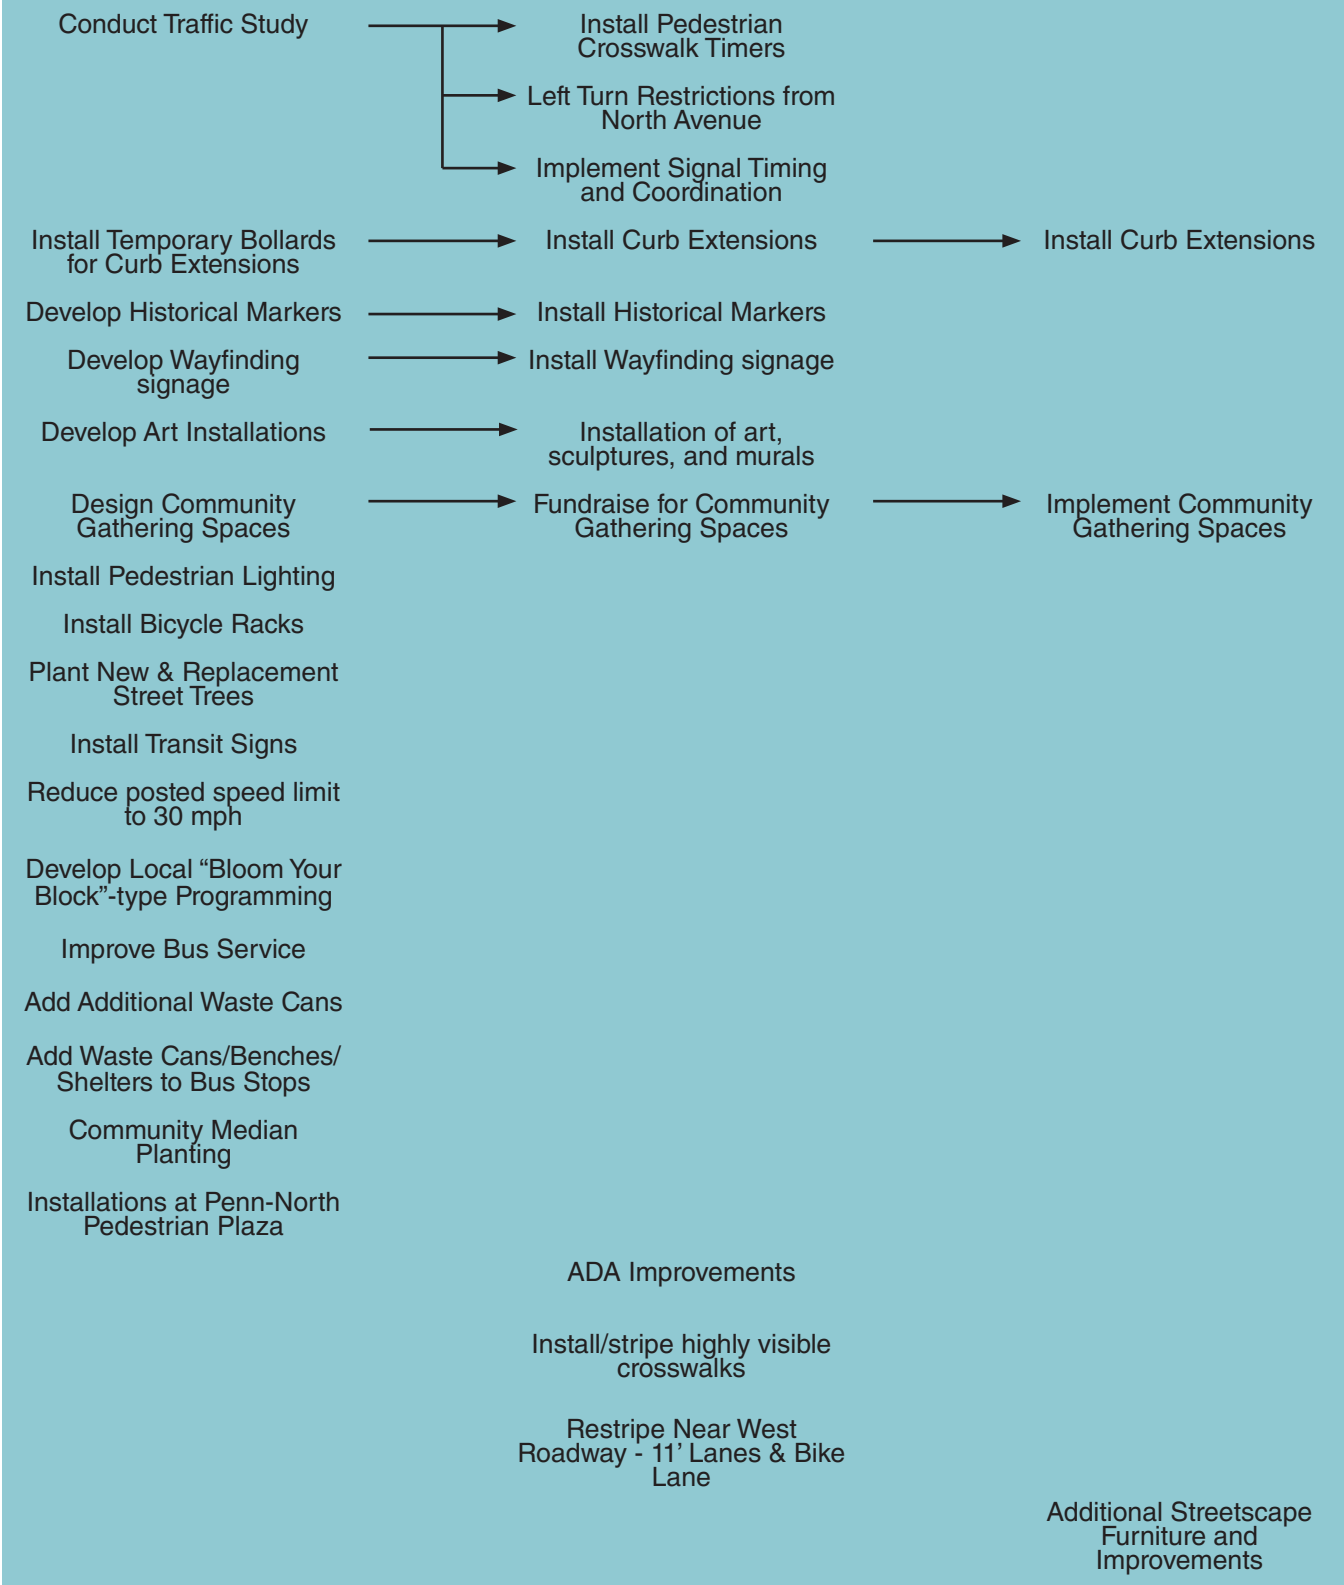 Conduct Traffic Study
Install Pedestrian
Crosswalk Timers
Left Turn Restrictions from
North Avenue
Implement Signal Timing
and Coordination
Install Temporary Bollards
for Curb Extensions
Install Curb Extensions
Install Curb Extensions
Develop Historical Markers
Install Historical Markers
Develop Wayfinding
signage
Install Wayfinding signage
Develop Art Installations
Installation of art,
sculptures, and murals
Design Community
Gathering Spaces
Fundraise for Community
Gathering Spaces
Implement Community
Gathering Spaces
Install Pedestrian Lighting
Install Bicycle Racks
Plant New & Replacement
Street Trees
Install Transit Signs
Reduce posted speed limit
to 30 mph
Develop Local “Bloom Your
Block”-type Programming
Improve Bus Service
Add Additional Waste Cans
Add Waste Cans/Benches/
Shelters to Bus Stops
Community Median
Planting
Installations at Penn-North
Pedestrian Plaza
ADA Improvements
Install/stripe highly visible
crosswalks
Restripe Near West
Roadway - 11’ Lanes & Bike
Lane
Additional Streetscape
Furniture and
Improvements